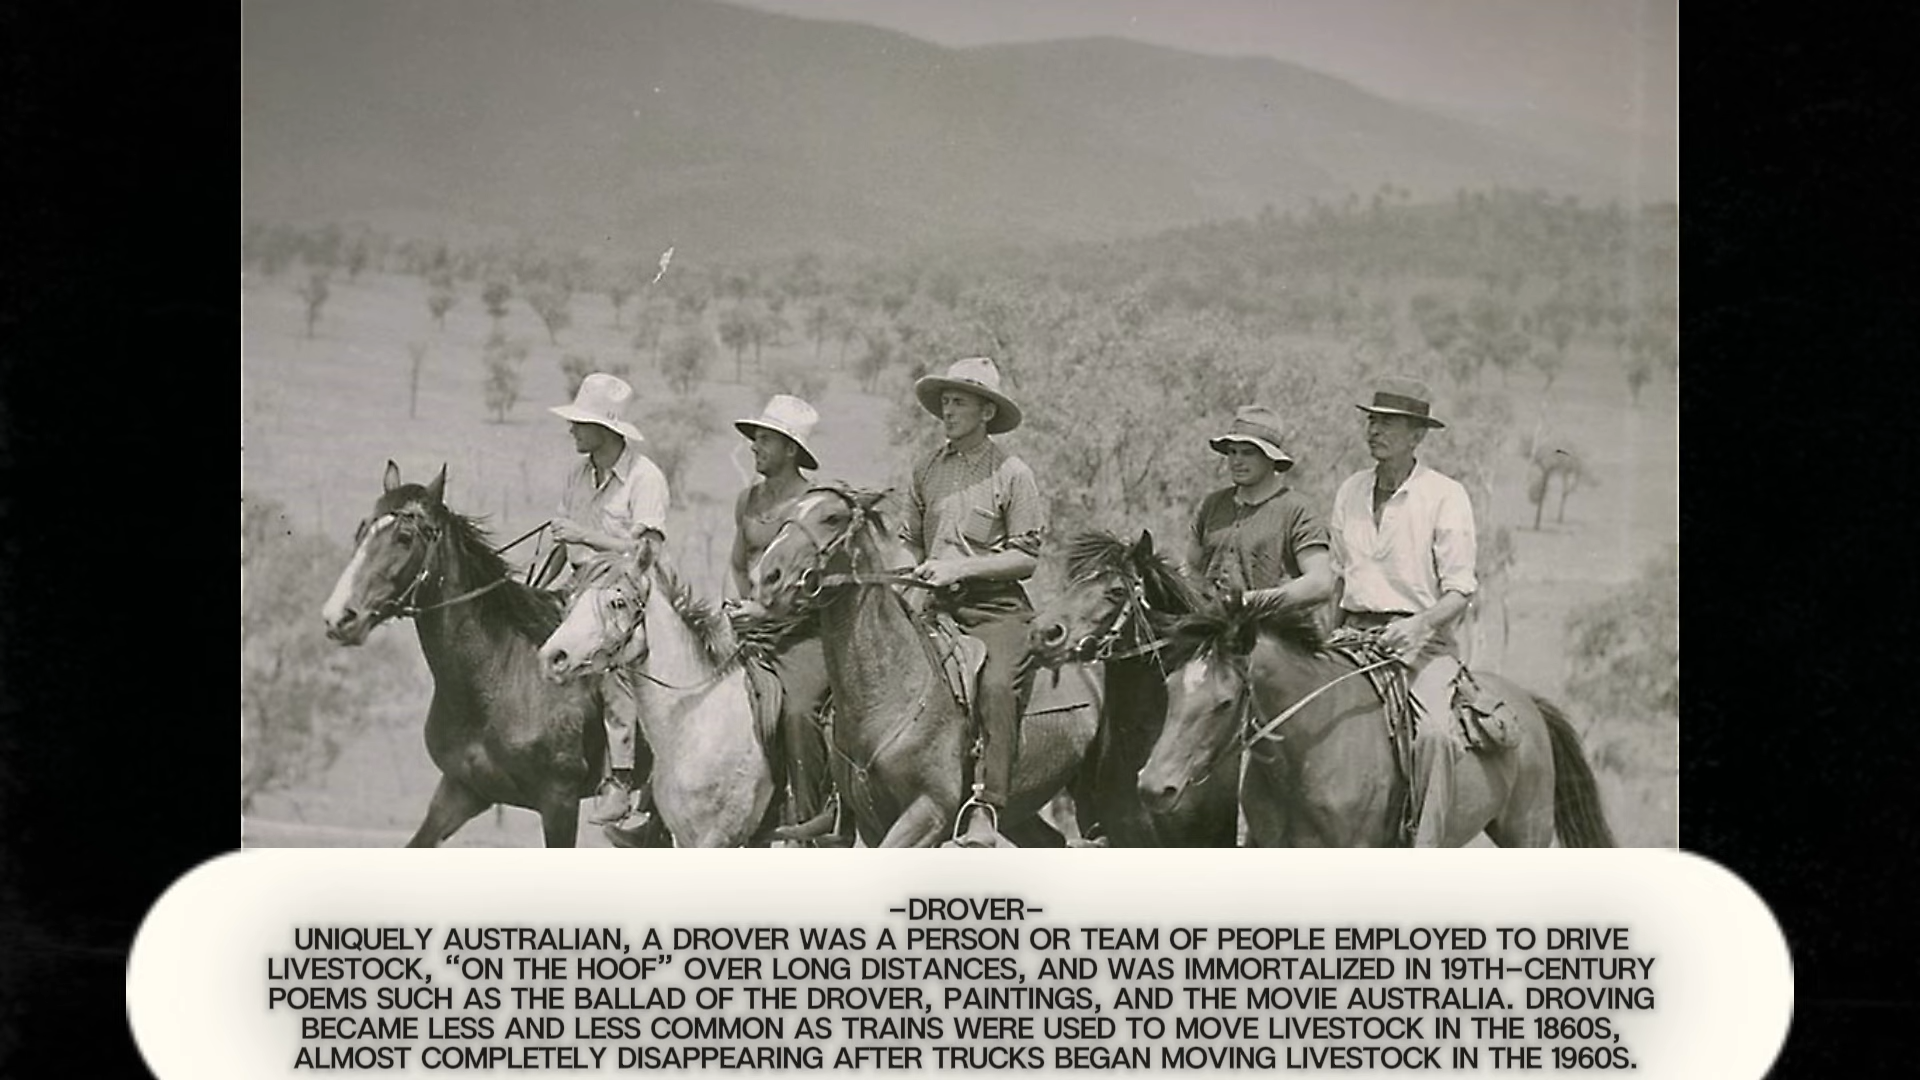 -DROVER-
UNIQUELY AUSTRALIAN, A DROVER WAS A PERSON OR TEAM OF PEOPLE EMPLOYED TO DRIVE
LIVESTOCK, “ON THE HOOF” OVER LONG DISTANCES, AND WAS IMMORTALIZED IN 19TH-CENTURY
POEMS SUCH AS THE BALLAD OF THE DROVER, PAINTINGS, AND THE MOVIE AUSTRALIA. DROVING
BECAME LESS AND LESS COMMON AS TRAINS WERE USED TO MOVE LIVESTOCK IN THE 1860S,
ALMOST COMPLETELY DISAPPEARING AFTER TRUCKS BEGAN MOVING LIVESTOCK IN THE 1960S.